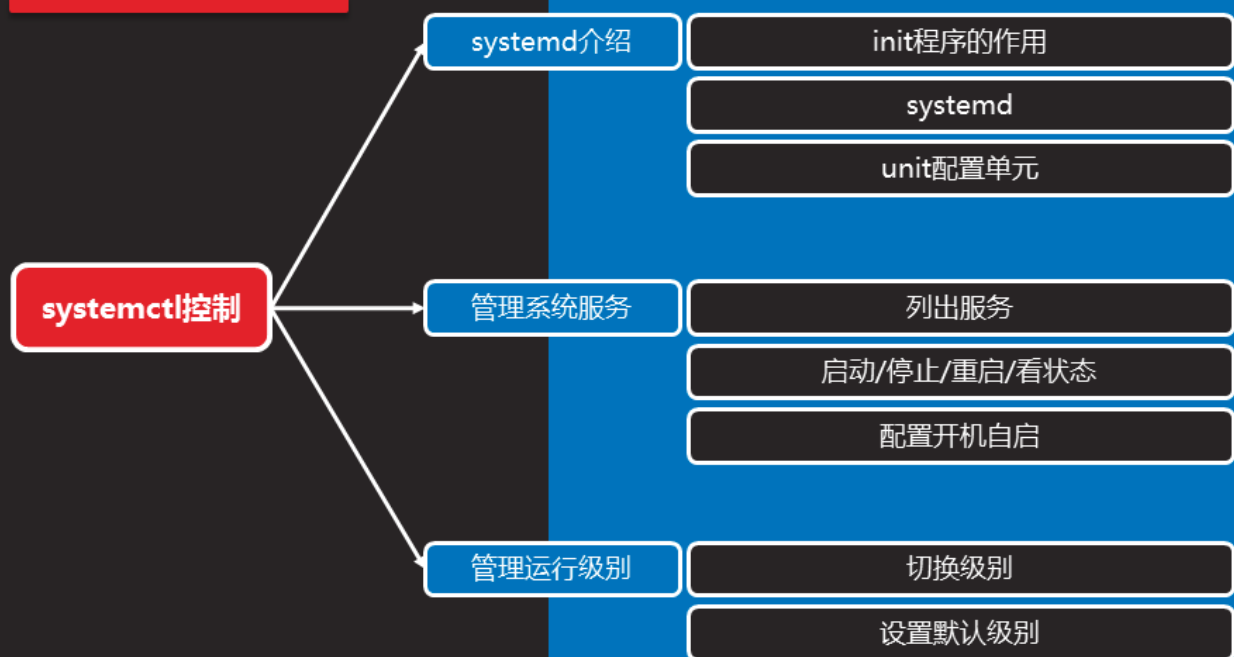 systemctl控制
systemd介绍
init程序的作用
systemd
unit配置单元
管理系统服务
列出服务
启动/停止/重启/看状态
配置开机自启
管理运行级别
切换级别
设置默认级别